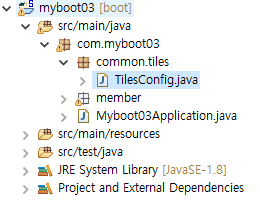 myboot03 [boot]
src/main/java
com.myboot03
common.tiles
TilesConfig.java
member
Myboot03Application.java
src/main/resources
src/test/java
JRE System Library [JavaSE-1.8]
Project and External Dependencies